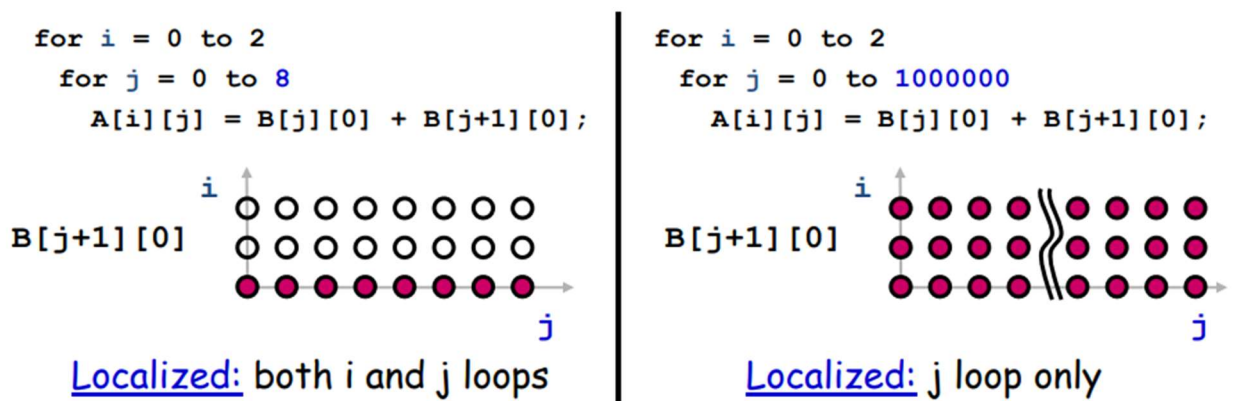 for i = 0 to 2
for j = 0 to 8
A[i][j] = B[j][0] + B[j+1][0];
i
B[j+1][0]
j
Localized: both i and j loops
for i = 0 to 2
for j = 0 to 1000000
A[i][j] = B[j][0] + B[j+1][0];
i
B[j+1][0]
j
Localized: j loop only